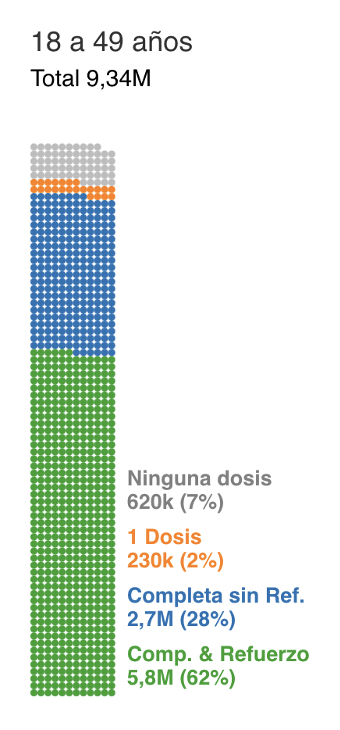 18 a 49 años
Total 9,34M
Ninguna dosis
620k (7%)
1 Dosis
230k (2%)
Completa sin Ref.
2,7M (28%)
Comp. & Refuerzo
5,8M (62%)